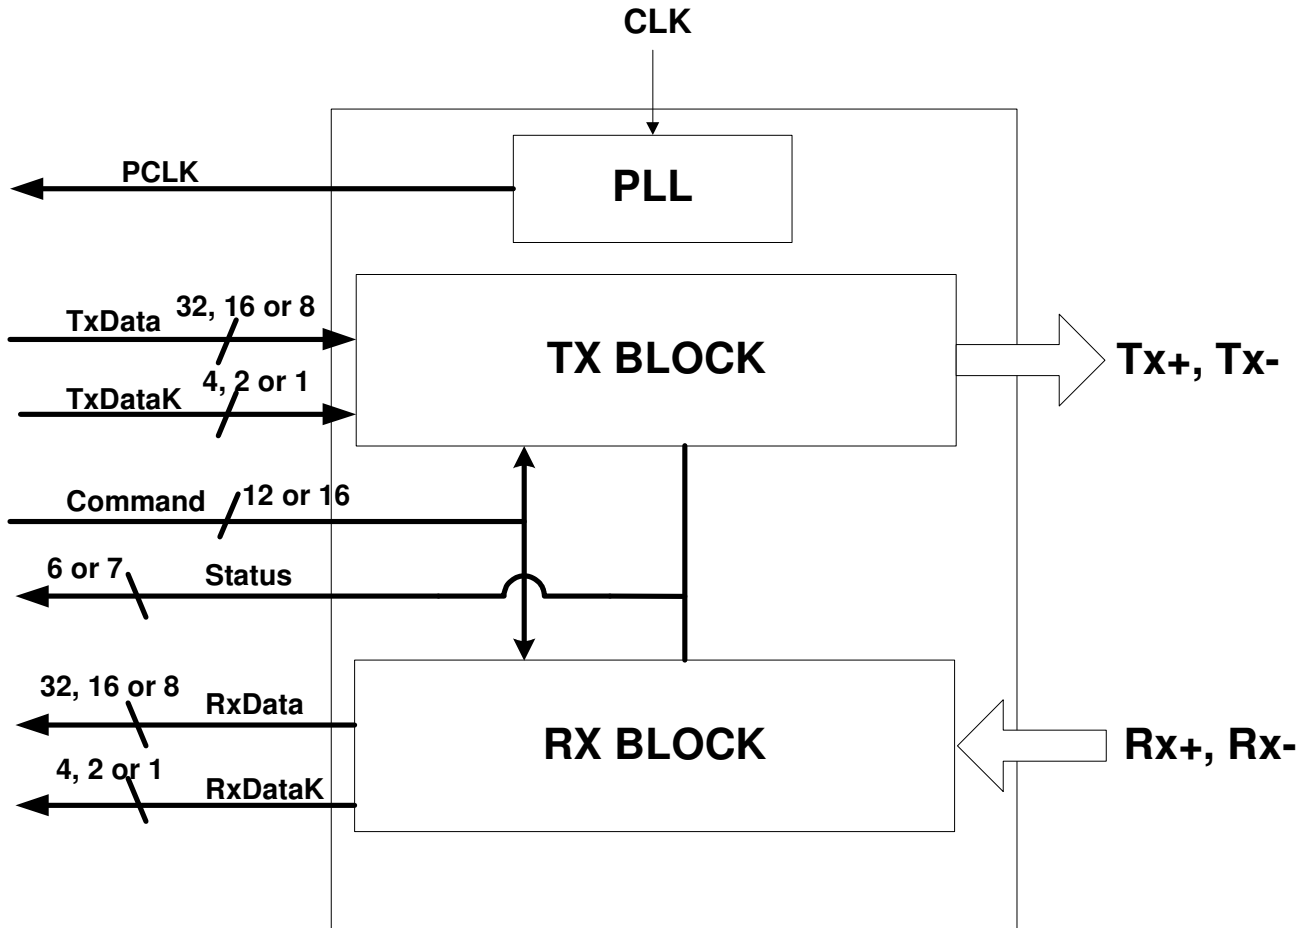 CLK
PCLK
PLL
32, 16 or 8
TxData
TX BLOCK
Tx+, Tx-
4, 2 or 1
TxDataK
Command
12 or 16
6 or 7
Status
32, 16 or 8
RxData
RX BLOCK
Rx+, Rx-
4, 2 or 1
RxDataK